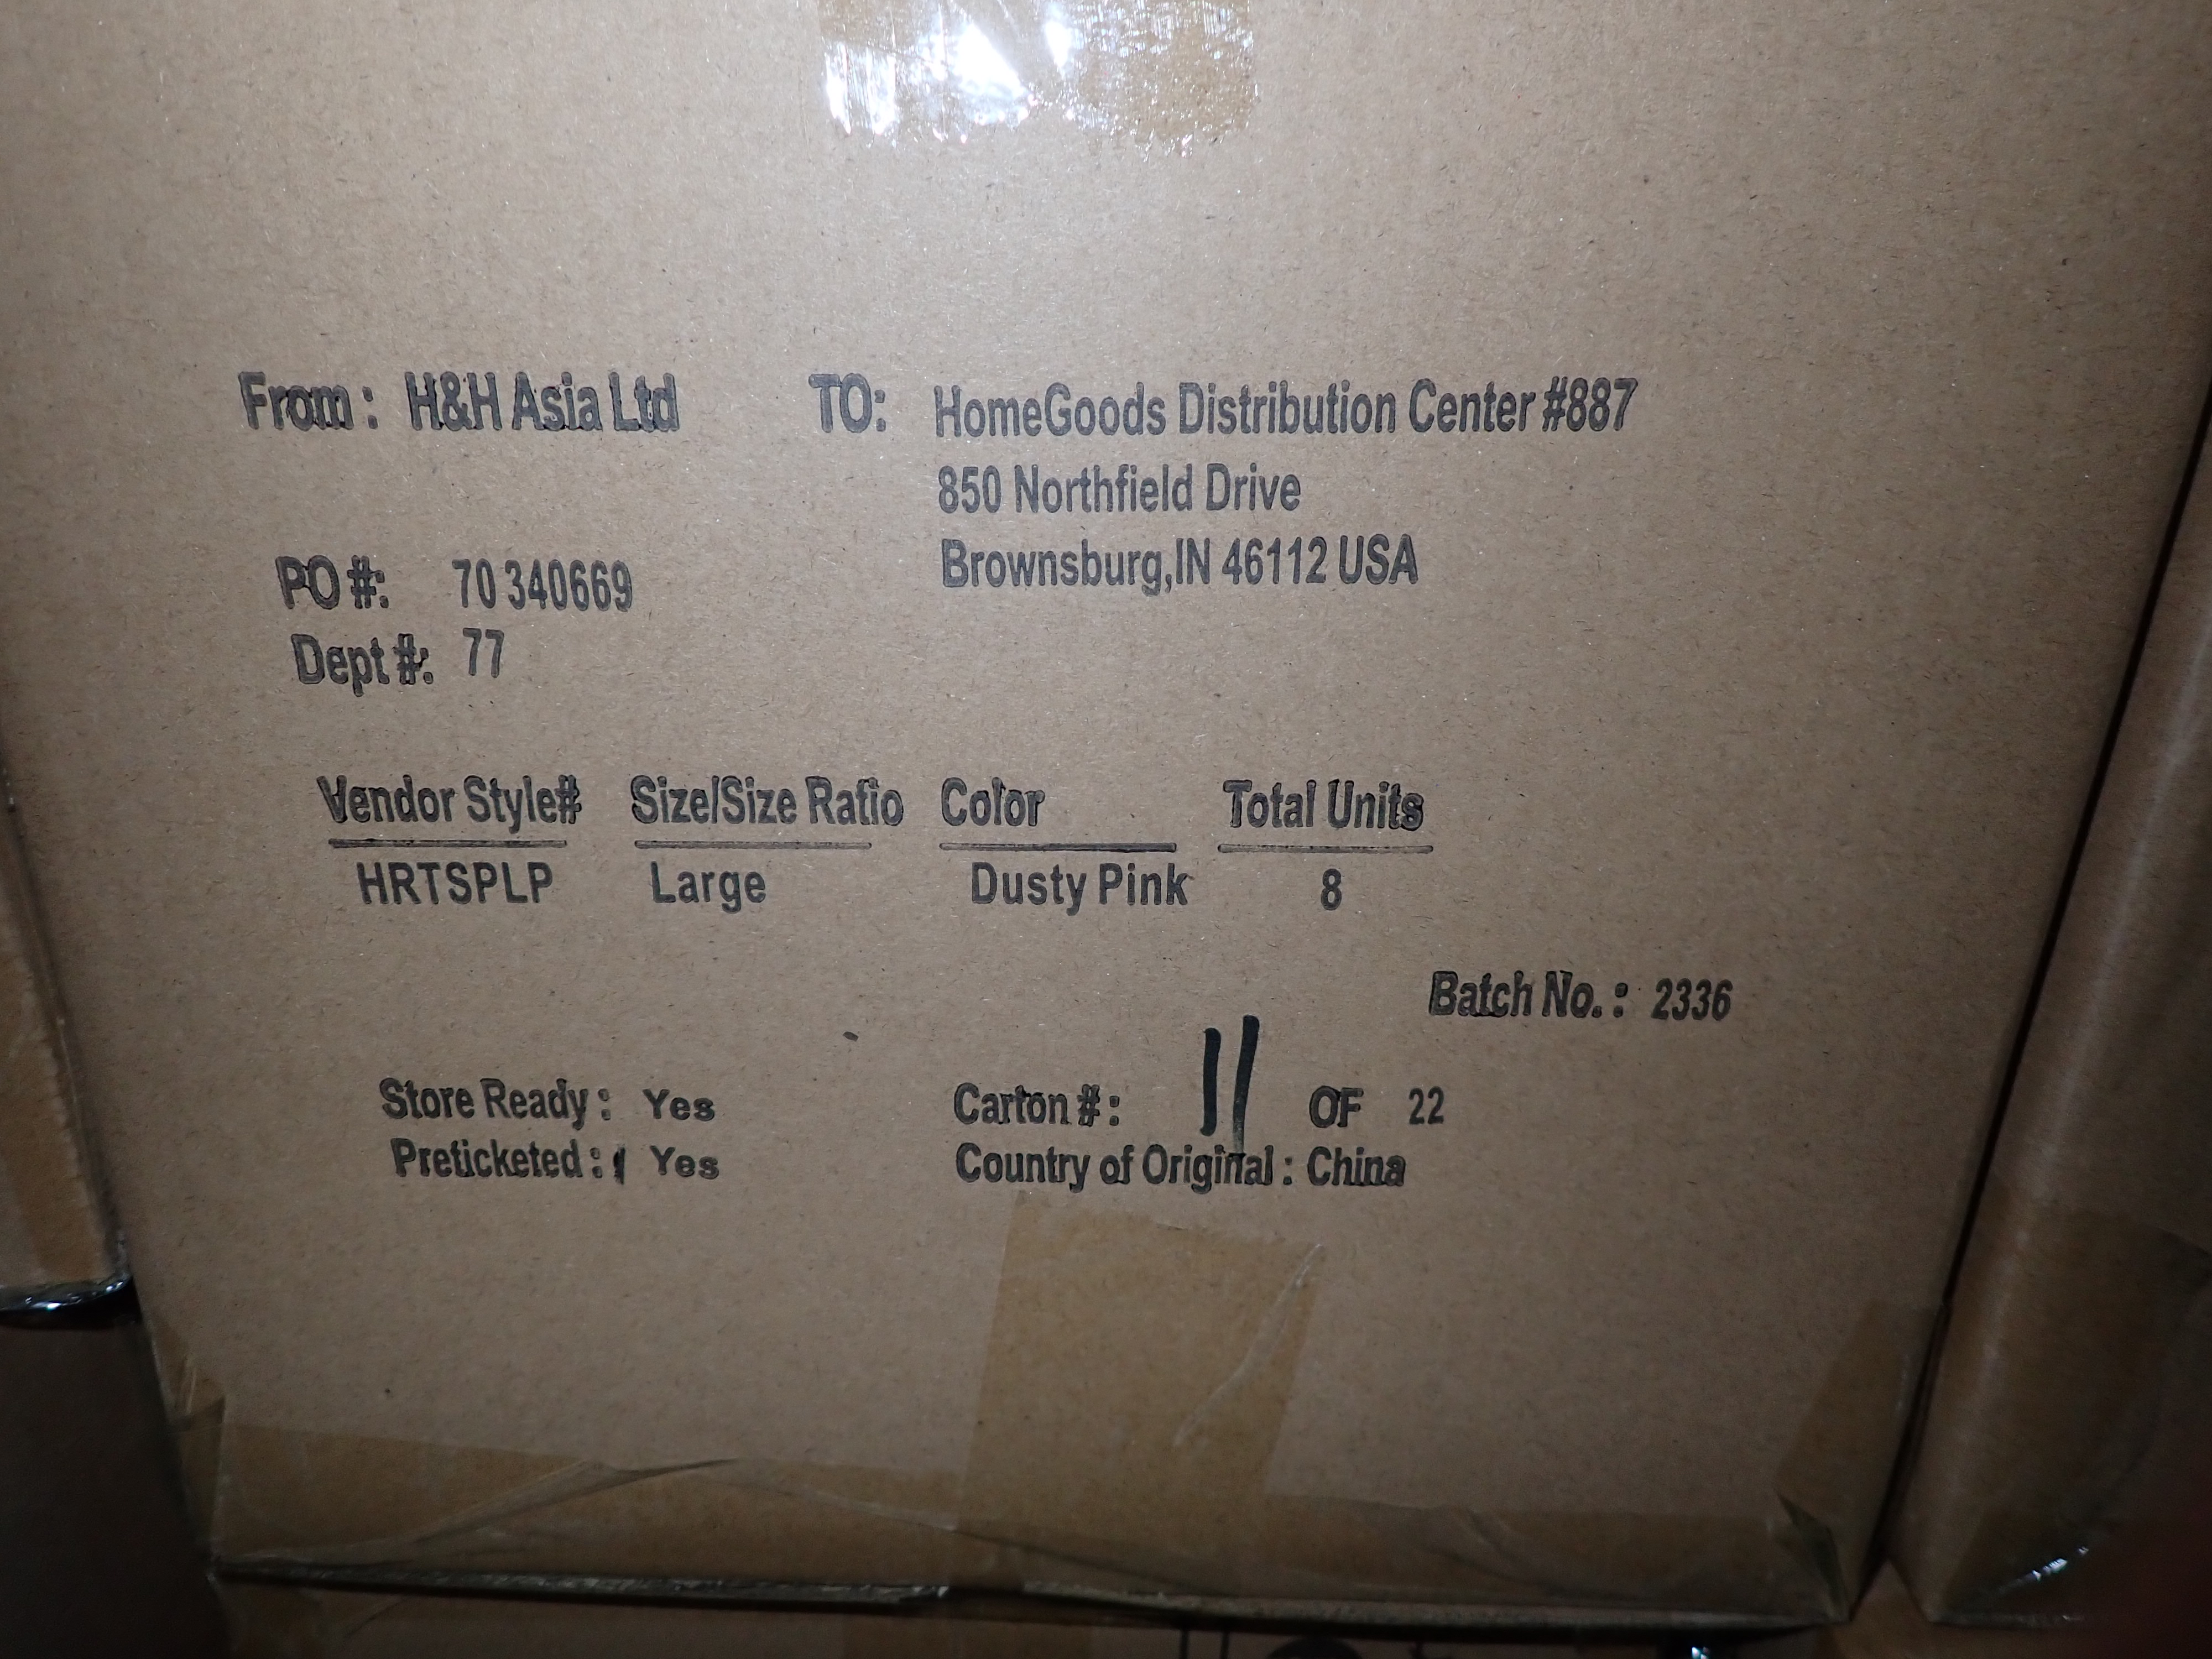 From : H&H Asia Ltd
TO: HomeGoods Distribution Center #887
850 Northfield Drive
Brownsburg,IN 46112 USA
PO #: 70 340669
Dept #: 77
Vendor Style# Size/Size Ratio Color Total Units
HRTSPLP Large Dusty Pink 8
Batch No. : 2336
Store Ready : Yes
Carton # : 11 OF 22
Preticketed : Yes
Country of Original : China